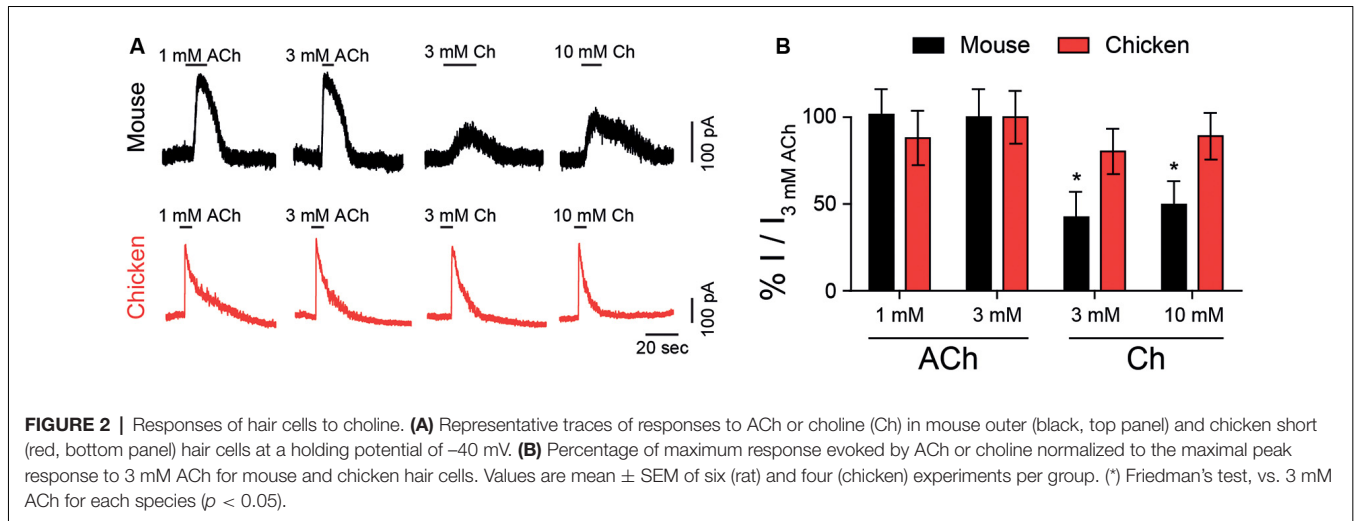 A
1 mM ACh 3 mM ACh 3 mM Ch 10 mM Ch
Mouse
100 pA
1 mM ACh 3 mM ACh 3 mM Ch 10 mM Ch
Chicken
100 pA
20 sec
B
Mouse Chicken
% I / I3 mM ACh
100
50
0
* *
1 mM 3 mM 3 mM 10 mM
ACh Ch
FIGURE 2 | Responses of hair cells to choline. (A) Representative traces of responses to ACh or choline (Ch) in mouse outer (black, top panel) and chicken short
(red, bottom panel) hair cells at a holding potential of –40 mV. (B) Percentage of maximum response evoked by ACh or choline normalized to the maximal peak
response to 3 mM ACh for mouse and chicken hair cells. Values are mean ± SEM of six (rat) and four (chicken) experiments per group. (*) Friedman's test, vs. 3 mM
ACh for each species (p < 0.05).